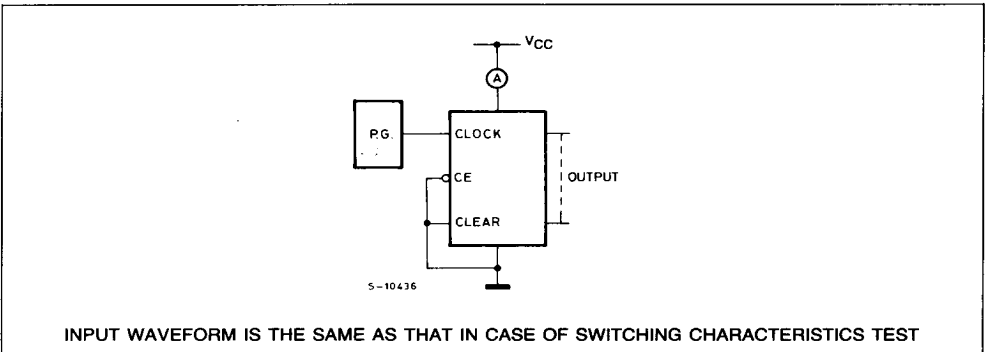 VCC
A
P.G.
CLOCK
CE
OUTPUT
CLEAR
S-10436
INPUT WAVEFORM IS THE SAME AS THAT IN CASE OF SWITCHING CHARACTERISTICS TEST